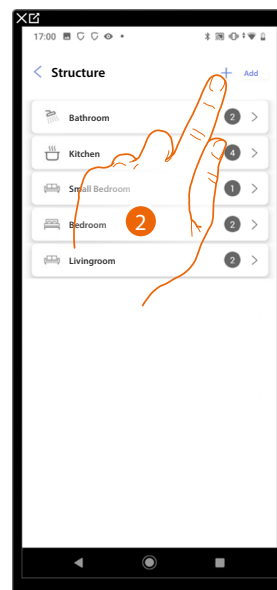 17:00
Structure
Add
Bathroom 2
Kitchen 4
Small Bedroom 1
Bedroom 2
2
Livingroom 2